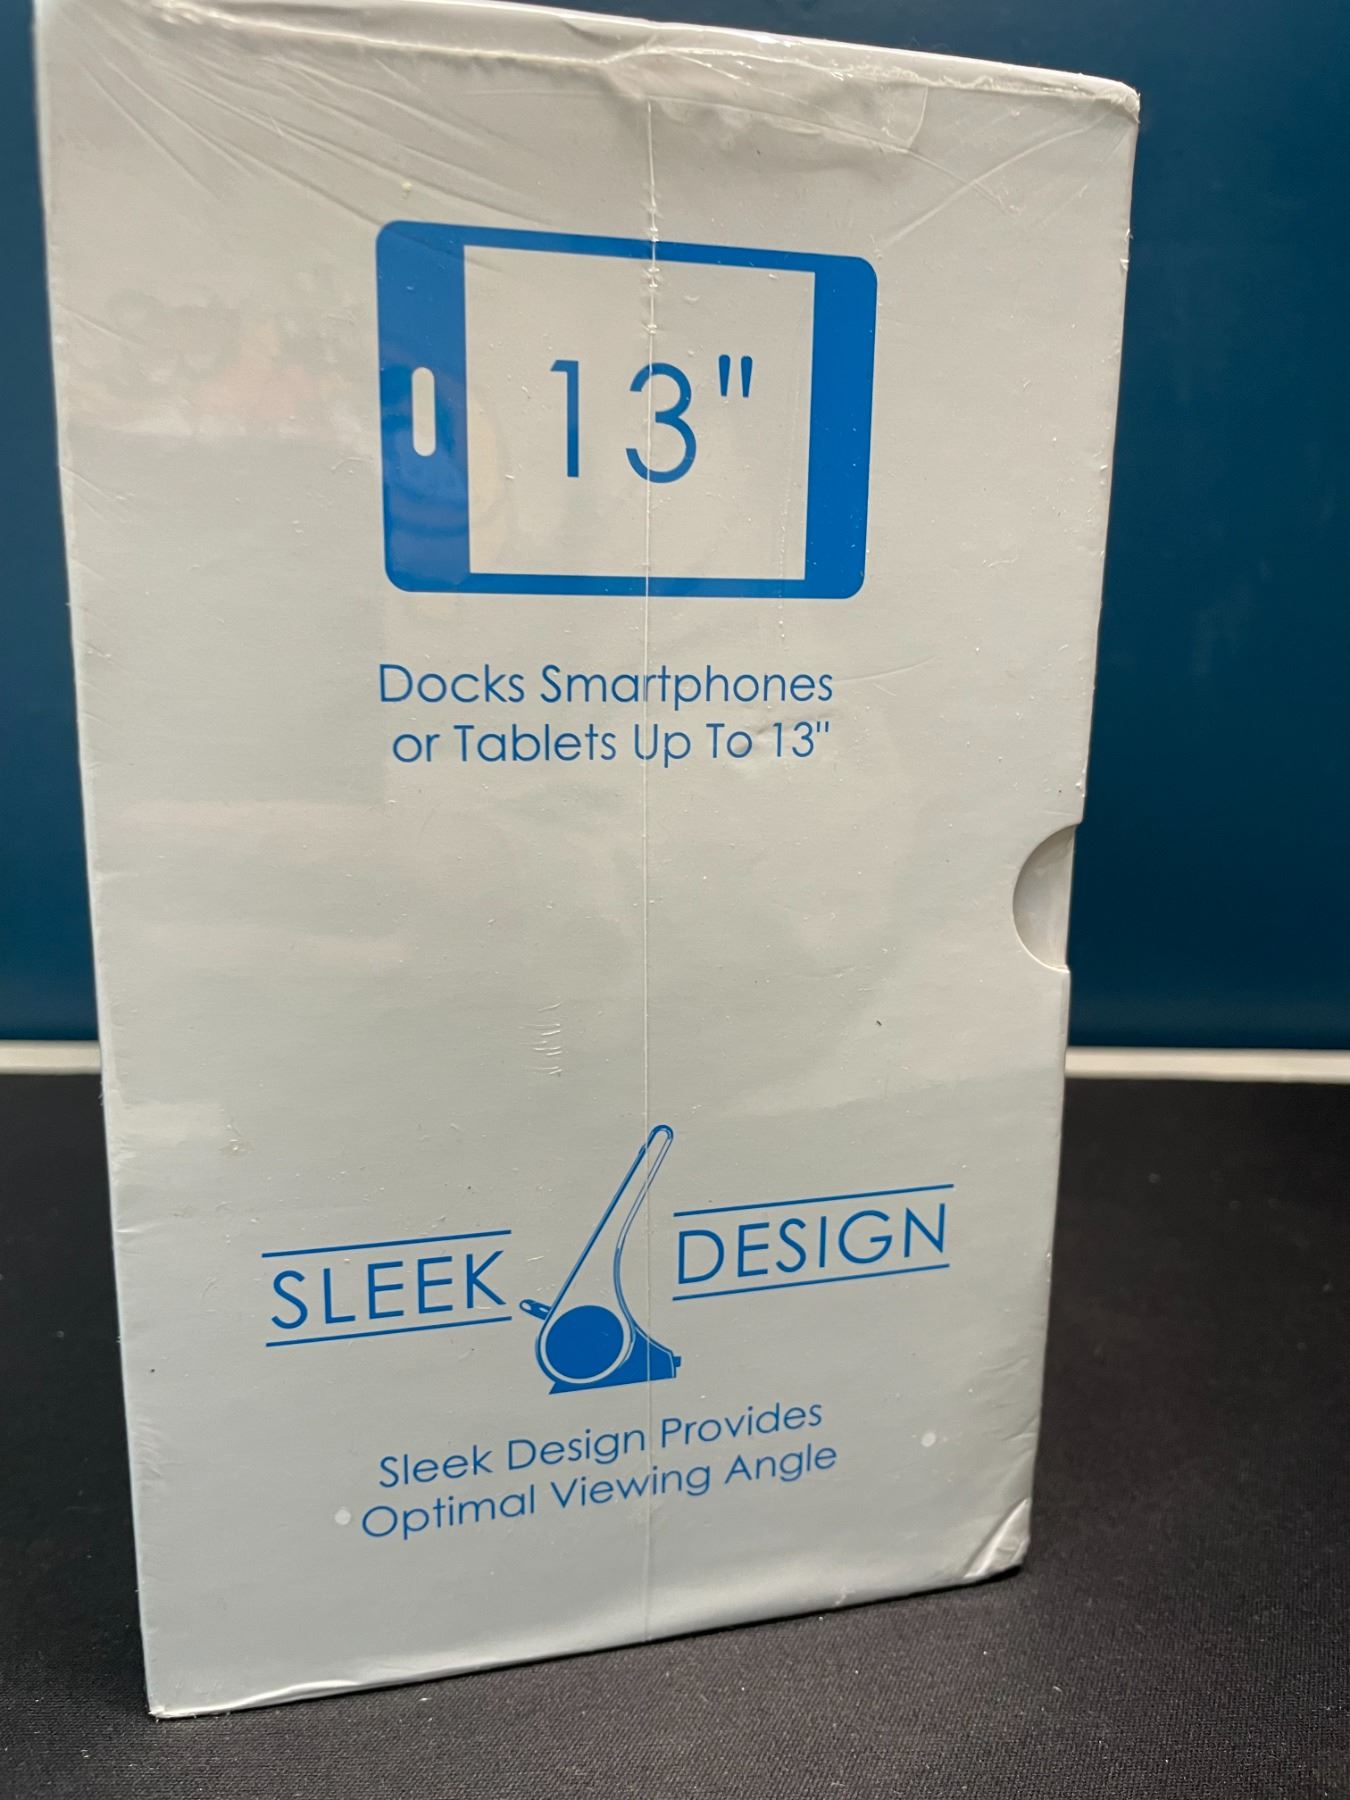 13"
Docks Smartphones
or Tablets Up To 13"
SLEEK DESIGN
Sleek Design Provides
Optimal Viewing Angle